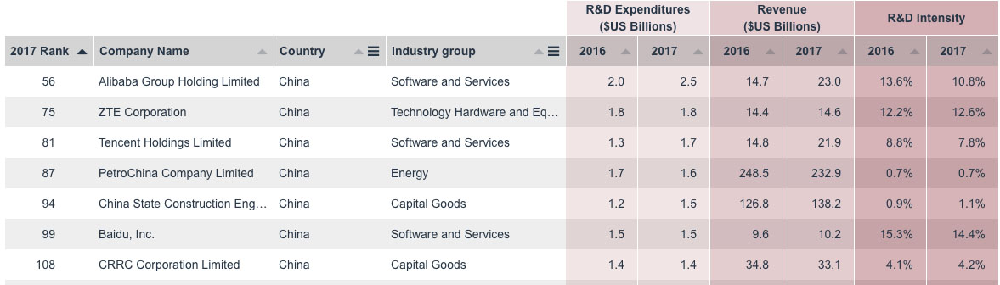 R&D Expenditures ($US Billions) Revenue ($US Billions) R&D Intensity
2017 Rank Company Name Country Industry group 2016 2017 2016 2017 2016 2017
56 Alibaba Group Holding Limited China Software and Services 2.0 2.5 14.7 23.0 13.6% 10.8%
75 ZTE Corporation China Technology Hardware and Eq… 1.8 1.8 14.4 14.6 12.2% 12.6%
81 Tencent Holdings Limited China Software and Services 1.3 1.7 14.8 21.9 8.8% 7.8%
87 PetroChina Company Limited China Energy 1.7 1.6 248.5 232.9 0.7% 0.7%
94 China State Construction Eng… China Capital Goods 1.2 1.5 126.8 138.2 0.9% 1.1%
99 Baidu, Inc. China Software and Services 1.5 1.5 9.6 10.2 15.3% 14.4%
108 CRRC Corporation Limited China Capital Goods 1.4 1.4 34.8 33.1 4.1% 4.2%